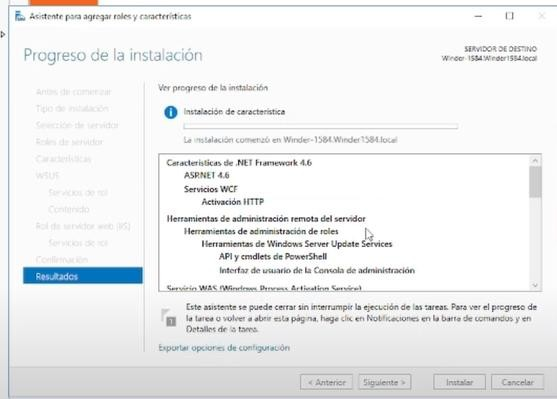 Asistente para agregar roles y características
Progreso de la instalación
SERVIDOR DE DESTINO
Winder-1584.Winder1584.local
Antes de comenzar
Tipo de instalación
Selección de servidor
Roles de servidor
Características
WSUS
Servicios de rol
Contenido
Rol de servidor web (IIS)
Servicios de rol
Confirmación
Resultados
Ver progreso de la instalación
Instalación de característica
La instalación comenzó en Winder-1584.Winder1584.local
Características de .NET Framework 4.6
ASP.NET 4.6
Servicios WCF
Activación HTTP
Herramientas de administración remota del servidor
Herramientas de administración de roles
Herramientas de Windows Server Update Services
API y cmdlets de PowerShell
Interfaz de usuario de la Consola de administración
Servicio WAS (Windows Process Activation Service)
Este asistente se puede cerrar sin interrumpir la ejecución de las tareas. Para ver el progreso de
la tarea o volver a abrir esta página, haga clic en Notificaciones en la barra de comandos y en
Detalles de la tarea.
Exportar opciones de configuración
< Anterior
Siguiente >
Instalar
Cancelar